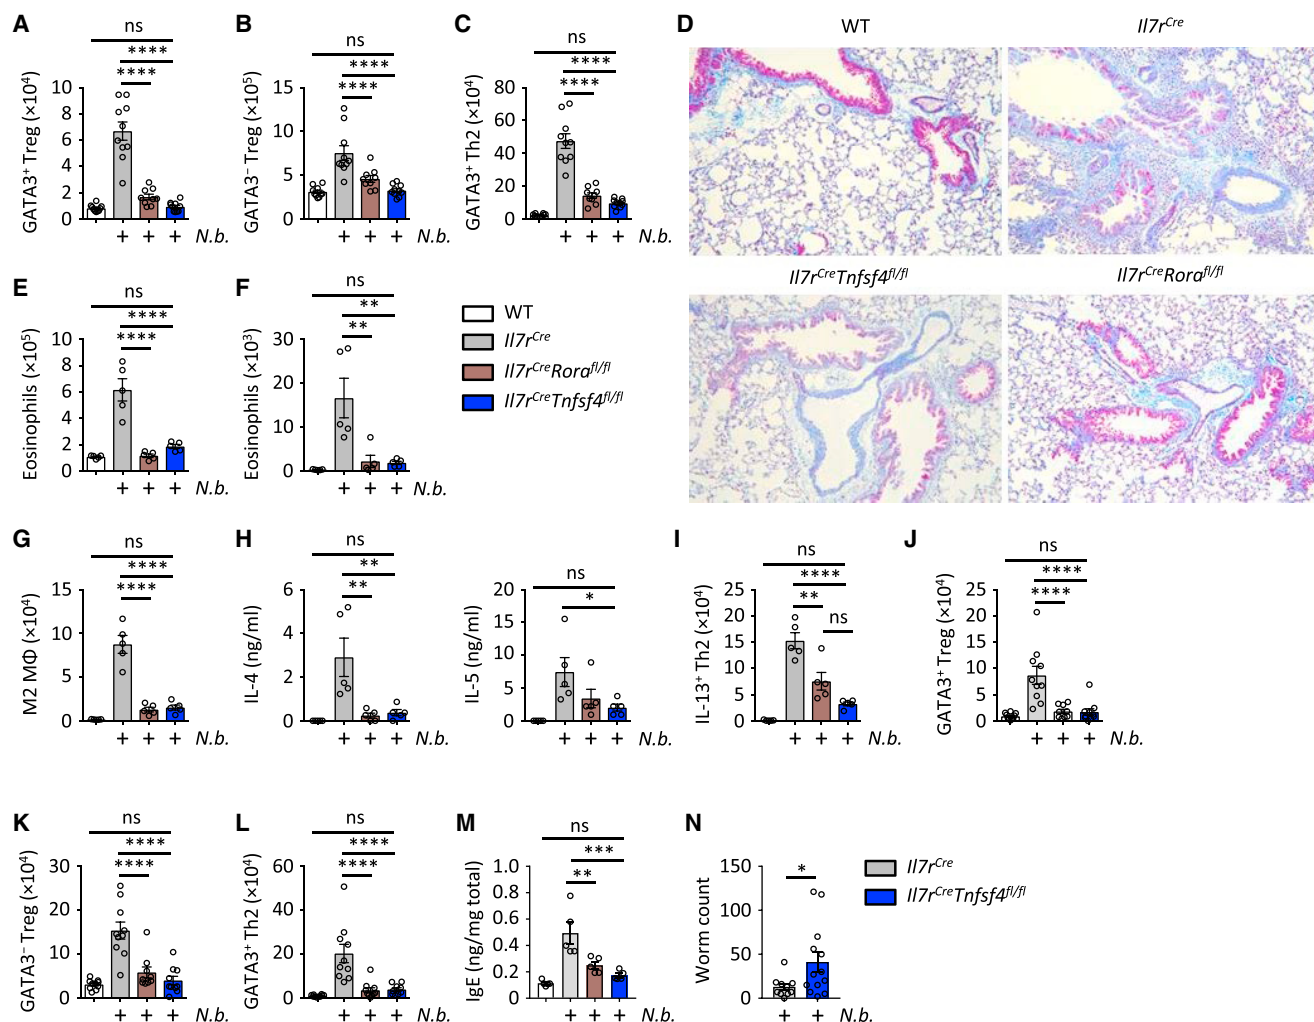 A
ns
****
****
GATA3+ Treg (×10⁴)
10
8
6
4
2
0
+ + + N.b.
B
ns
****
****
GATA3− Treg (×10⁵)
15
10
5
0
+ + + N.b.
C
ns
****
****
GATA3+ Th2 (×10⁴)
80
60
40
20
0
+ + + N.b.
D
WT
Il7rCre
Il7rCreTnfsf4fl/fl
Il7rCreRorafl/fl
E
ns
****
****
Eosinophils (×10⁵)
10
8
6
4
2
0
+ + + N.b.
F
ns
**
**
Eosinophils (×10³)
30
20
10
0
+ + + N.b.
WT
Il7rCre
Il7rCreRorafl/fl
Il7rCreTnfsf4fl/fl
G
ns
****
****
M2 MΦ (×10⁴)
15
10
5
0
+ + + N.b.
H
ns
**
**
IL-4 (ng/ml)
6
4
2
0
+ + + N.b.
ns
*
IL-5 (ng/ml)
20
15
10
5
0
+ + + N.b.
I
ns
****
**
ns
IL-13+ Th2 (×10⁴)
25
20
15
10
5
0
+ + + N.b.
J
ns
****
****
GATA3+ Treg (×10⁴)
25
20
15
10
5
0
+ + + N.b.
K
ns
****
****
GATA3− Treg (×10⁴)
30
20
10
0
+ + + N.b.
L
ns
****
****
GATA3+ Th2 (×10⁴)
60
40
20
0
+ + + N.b.
M
ns
***
**
IgE (ng/mg total)
1.0
0.8
0.6
0.4
0.2
0
+ + + N.b.
N
*
Worm count
150
100
50
0
+ + N.b.
Il7rCre
Il7rCreTnfsf4fl/fl